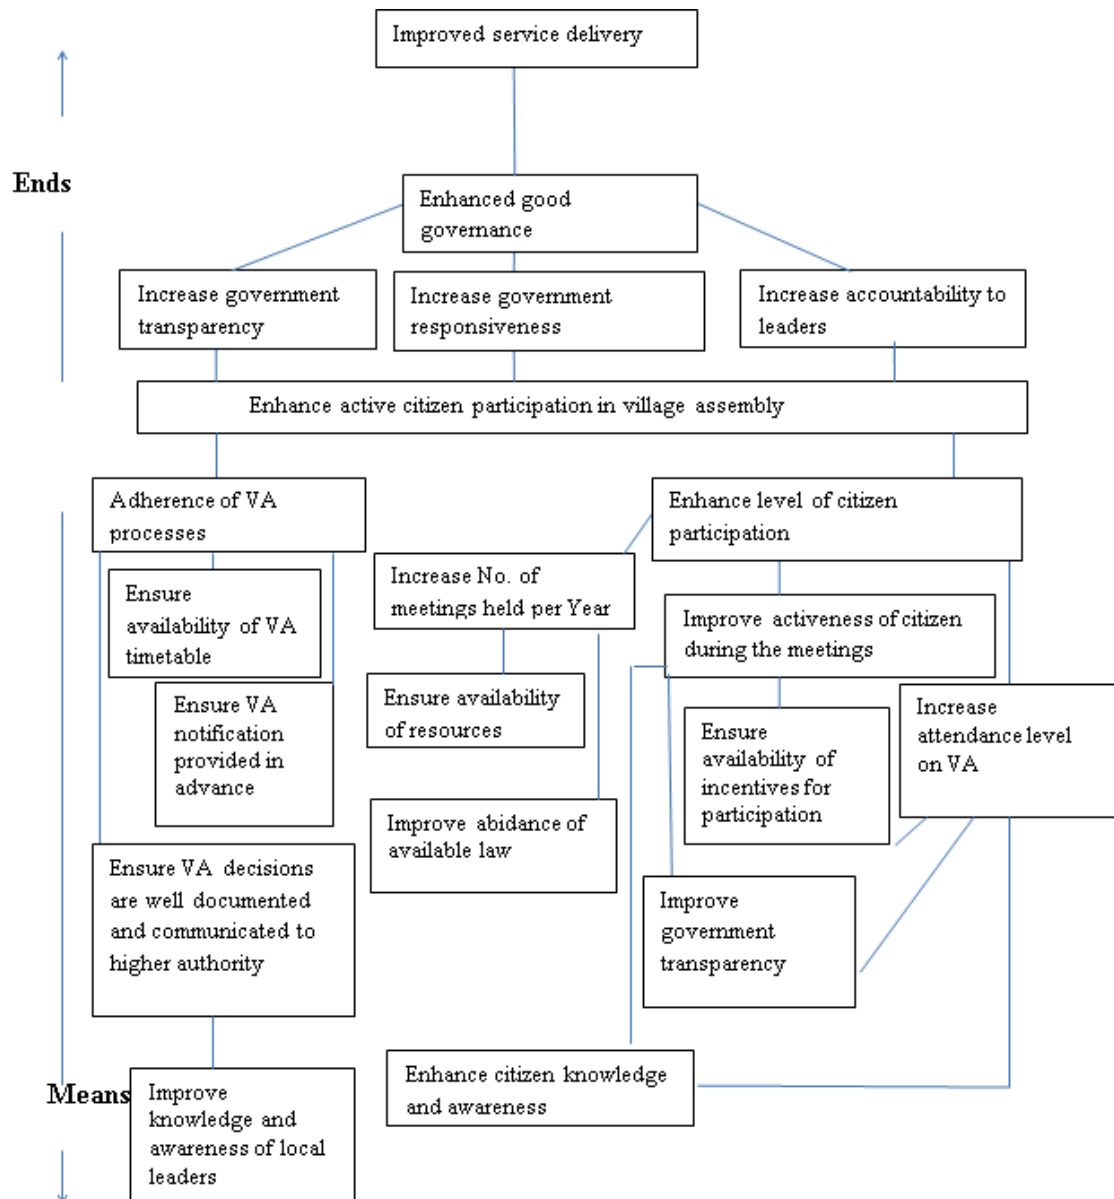 Improved service delivery
Ends
Enhanced good
governance
Increase government
transparency
Increase government
responsiveness
Increase accountability to
leaders
Enhance active citizen participation in village assembly
Adherence of VA
processes
Enhance level of citizen
participation
Increase No. of
meetings held per Year
Ensure
availability of VA
timetable
Improve activeness of citizen
during the meetings
Ensure VA
notification
provided in
advance
Ensure availability
of resources
Ensure
availability of
incentives for
participation
Increase
attendance level
on VA
Improve abidance of
available law
Ensure VA decisions
are well documented
and communicated to
higher authority
Improve
government
transparency
Enhance citizen knowledge
and awareness
Means
Improve
knowledge and
awareness of local
leaders